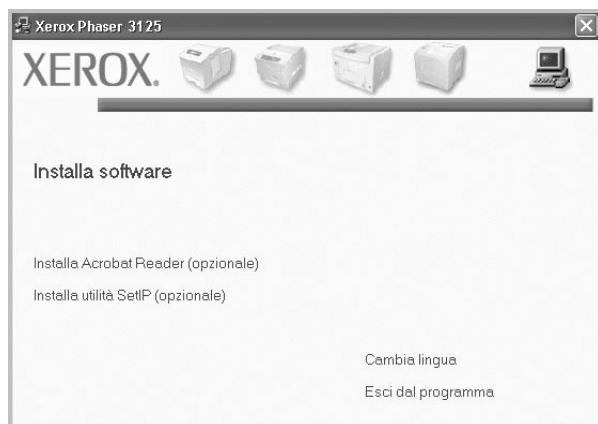 Xerox Phaser 3125
XEROX.
Installa software
Installa Acrobat Reader (opzionale)
Installa utilità SetIP (opzionale)
Cambia lingua
Esci dal programma